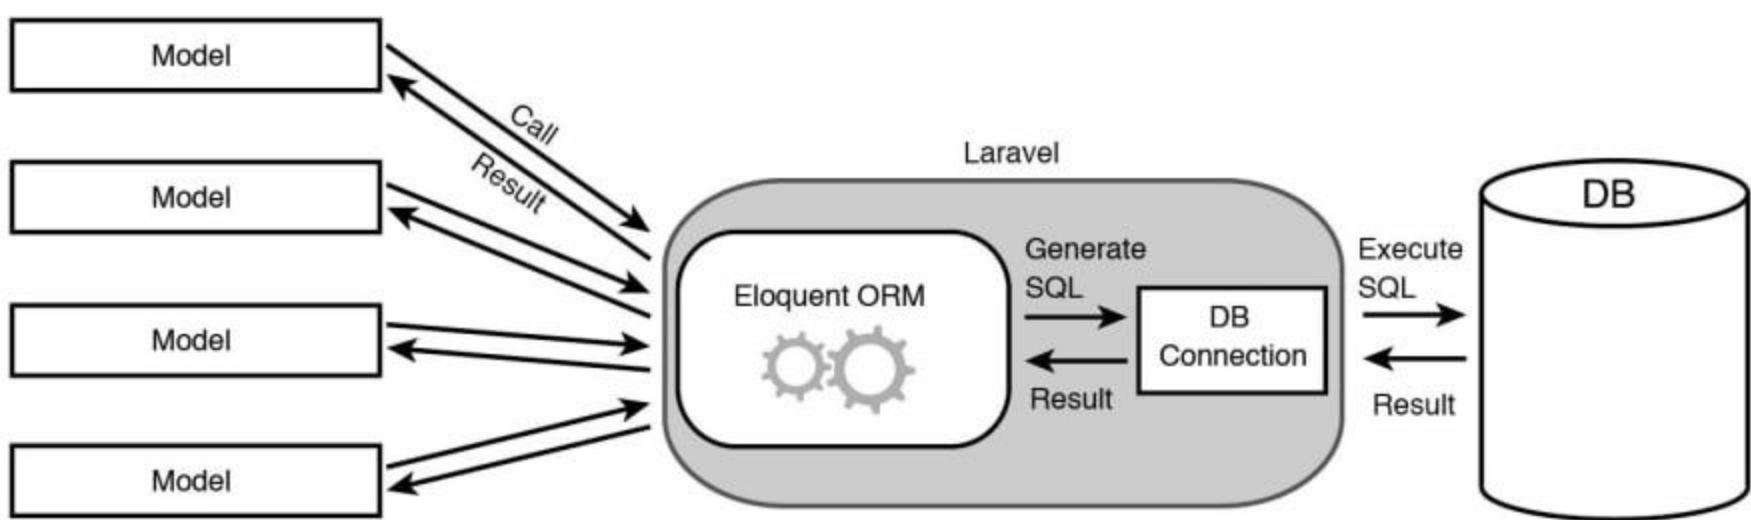 Model
Model
Model
Model
Call
Result
Laravel
Eloquent ORM
Generate
SQL
Result
DB
Connection
Execute
SQL
Result
DB